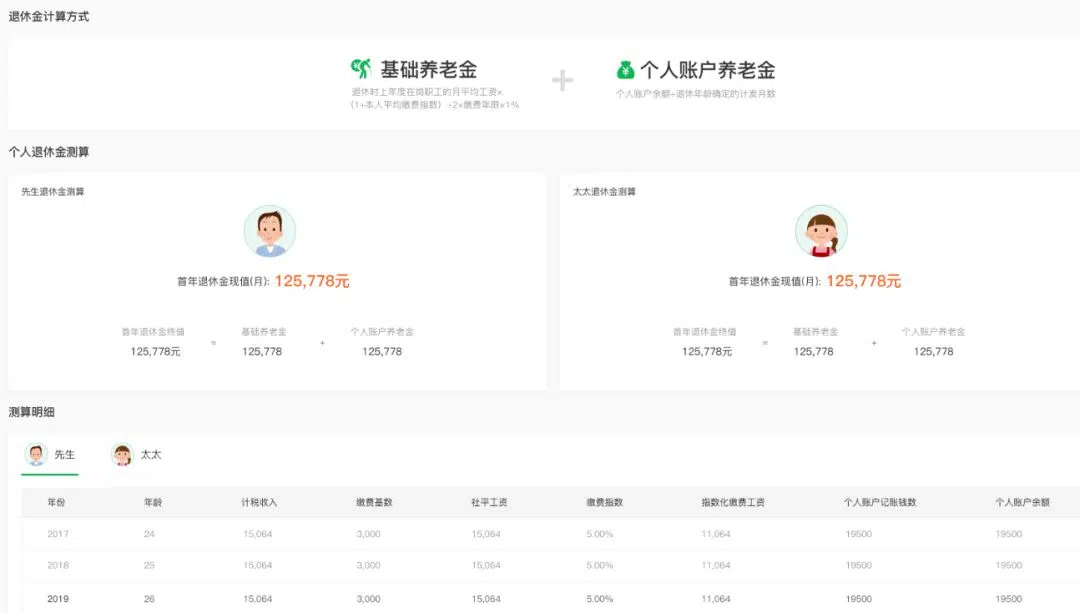 退休金计算方式
基础养老金
退休时上年度在岗职工的月平均工资×
(1+本人平均缴费指数) ÷2×缴费年限×1%
+
个人账户养老金
个人账户余额÷退休年龄确定的计发月数
个人退休金测算
先生退休金测算
首年退休金现值(月): 125,778元
首年退休金终值 基础养老金 个人账户养老金
125,778元 = 125,778 + 125,778
太太退休金测算
首年退休金现值(月): 125,778元
首年退休金终值 基础养老金 个人账户养老金
125,778元 = 125,778 + 125,778
测算明细
先生 太太
年份 年龄 计税收入 缴费基数 社平工资 缴费指数 指数化缴费工资 个人账户记账钱数 个人账户余额
2017 24 15,064 3,000 15,064 5.00% 11,064 19500 19500
2018 25 15,064 3,000 15,064 5.00% 11,064 19500 19500
2019 26 15,064 3,000 15,064 5.00% 11,064 19500 19500